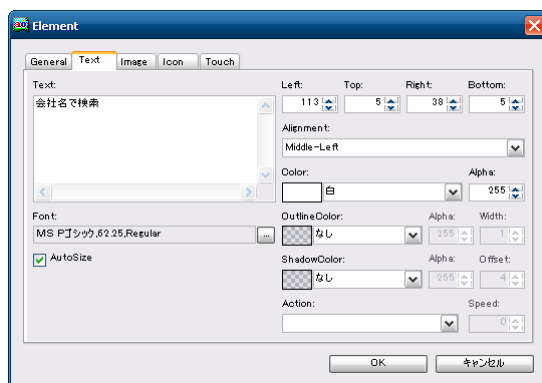 Element
General Text Image Icon Touch
Text:
会社名で検索
Left: Top: Right: Bottom:
113 5 38 5
Alignment:
Middle-Left
Color: Alpha:
白 255
Font:
MS Pゴシック,62.25,Regular ...
AutoSize
OutlineColor: Alpha: Width:
なし 255 1
ShadowColor: Alpha: Offset:
なし 255 4
Action: Speed:
0
OK キャンセル